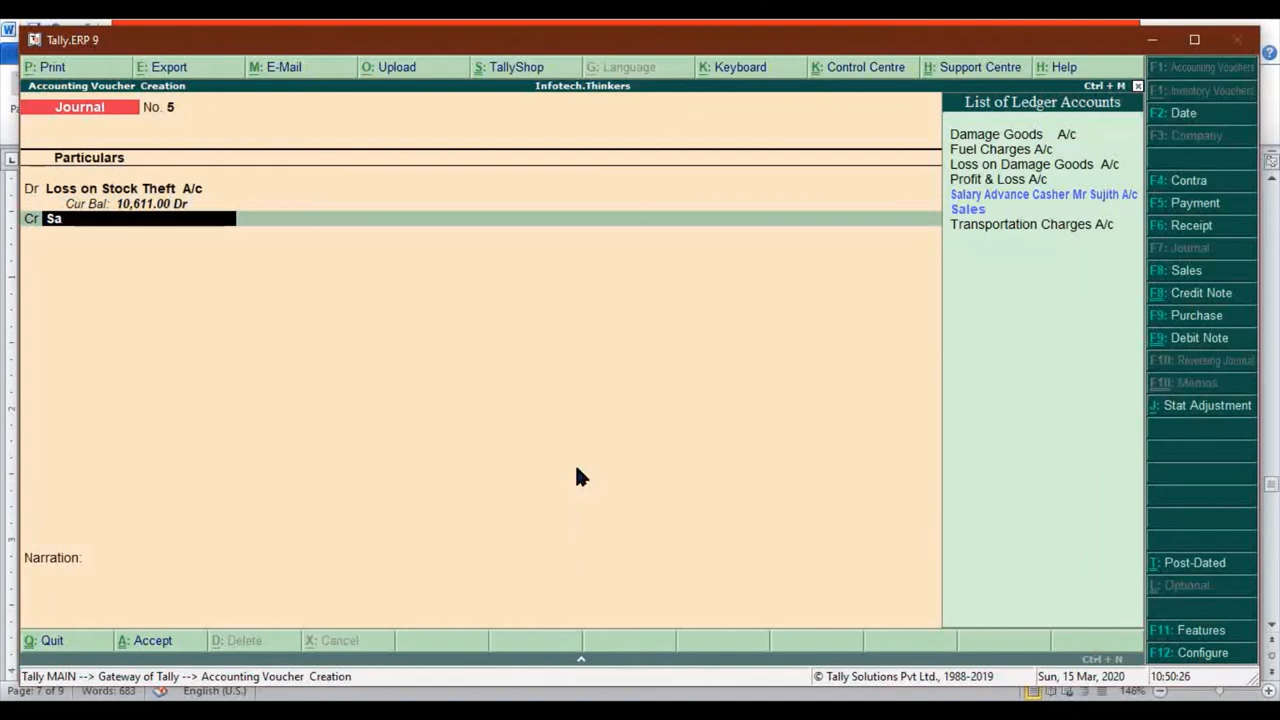 Tally.ERP 9
P: Print E: Export M: E-Mail O: Upload S: TallyShop G: Language K: Keyboard K: Control Centre H: Support Centre H: Help
Accounting Voucher Creation Infotech.Thinkers Ctrl + M
Journal No. 5
Particulars
Dr Loss on Stock Theft A/c
Cur Bal: 10,611.00 Dr
Cr Sa
Narration:
List of Ledger Accounts
Damage Goods A/c
Fuel Charges A/c
Loss on Damage Goods A/c
Profit & Loss A/c
Salary Advance Casher Mr Sujith A/c
Sales
Transportation Charges A/c
F1: Accounting Vouchers
F1: Inventory Vouchers
F2: Date
F3: Company
F4: Contra
F5: Payment
F6: Receipt
F7: Journal
F8: Sales
F8: Credit Note
F9: Purchase
F9: Debit Note
F10: Reversing Journal
F10: Memos
J: Stat Adjustment
T: Post-Dated
L: Optional
F11: Features
F12: Configure
Q: Quit A: Accept D: Delete X: Cancel
Ctrl + N
Tally MAIN --> Gateway of Tally --> Accounting Voucher Creation © Tally Solutions Pvt Ltd., 1988-2019 Sun, 15 Mar, 2020 10:50:26
Page: 7 of 9 Words: 683 English (U.S.) 146%